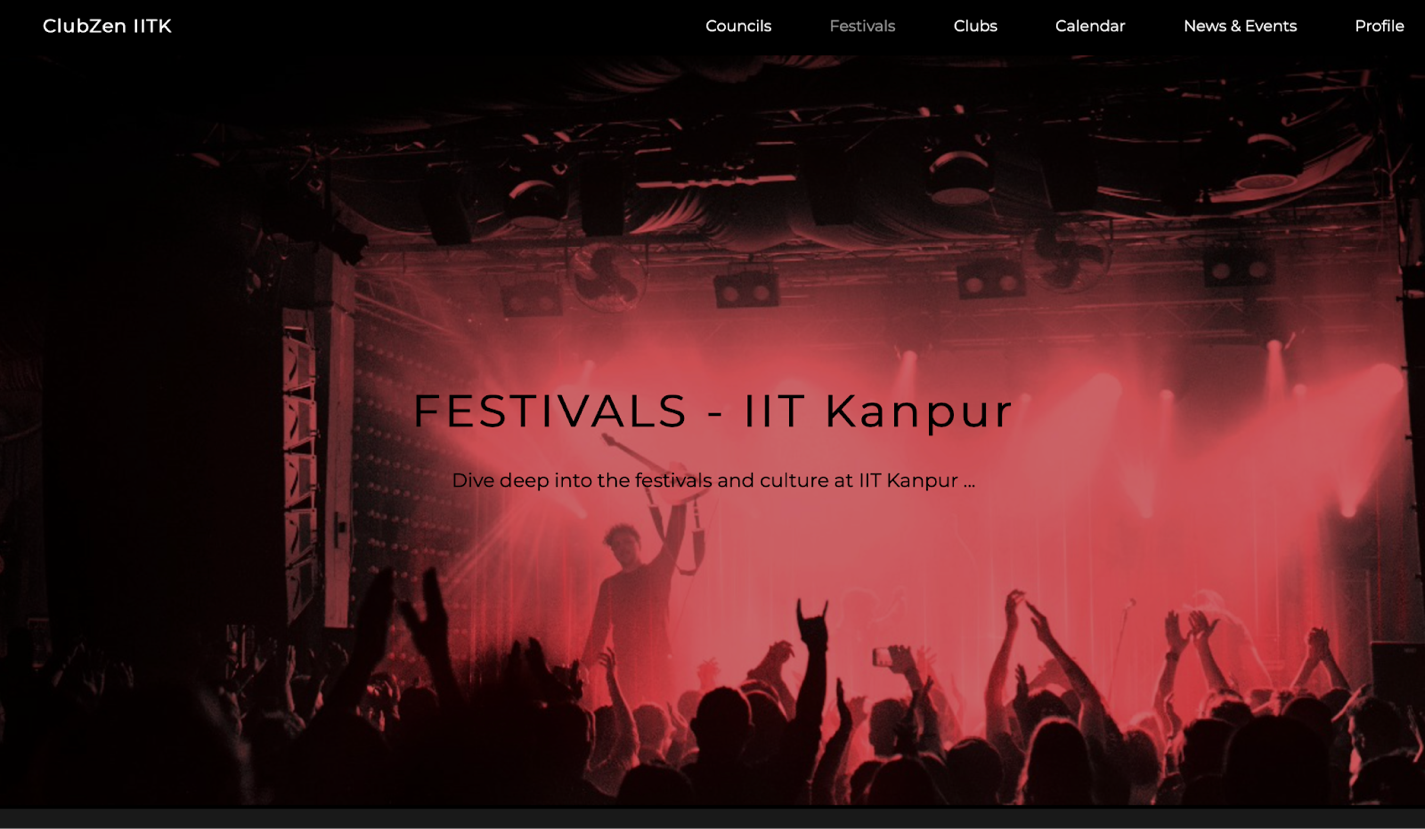 ClubZen IITK
Councils Festivals Clubs Calendar News & Events Profile
FESTIVALS - IIT Kanpur
Dive deep into the festivals and culture at IIT Kanpur ...